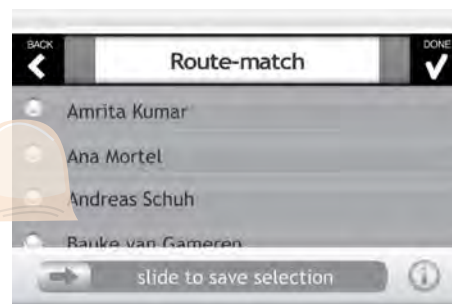 BACK
Route-match
DONE
Amrita Kumar
Ana Mortel
Andreas Schuh
Bauke van Gameren
slide to save selection
i